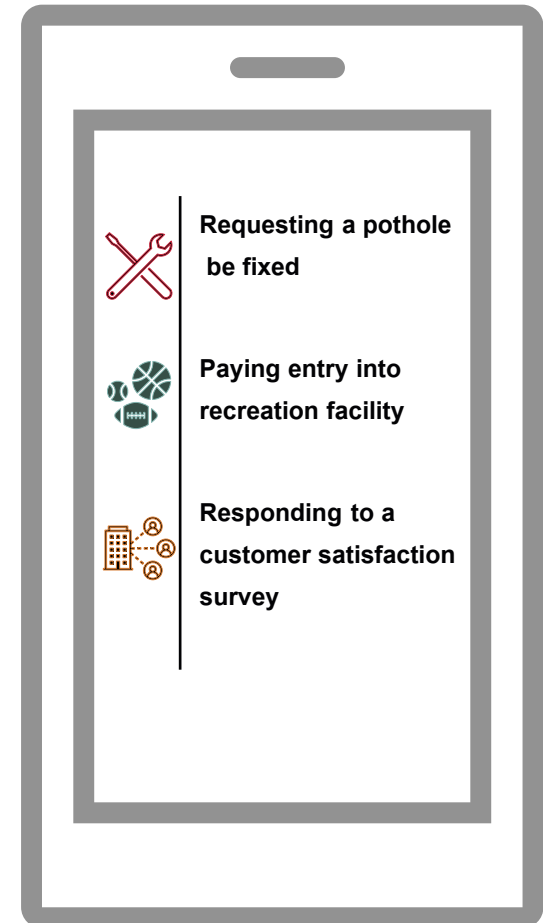 Requesting a pothole
be fixed
Paying entry into
recreation facility
Responding to a
customer satisfaction
survey